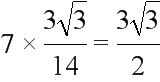 7 × 3√3/14 = 3√3/2